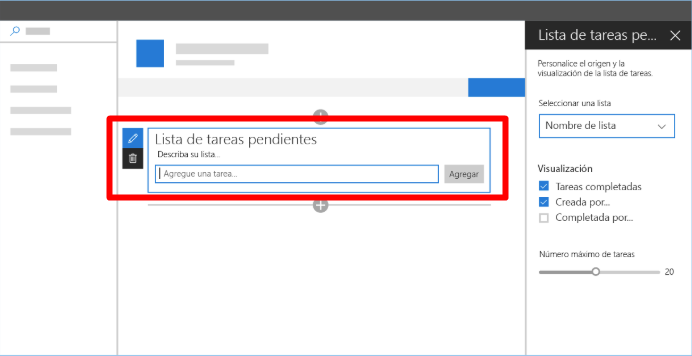 Lista de tareas pe...
Personalice el origen y la
visualización de la lista de tareas.
Seleccionar una lista
Nombre de lista
Visualización
Tareas completadas
Creada por...
Completada por...
Número máximo de tareas
20
Lista de tareas pendientes
Describa su lista...
Agregue una tarea...
Agregar